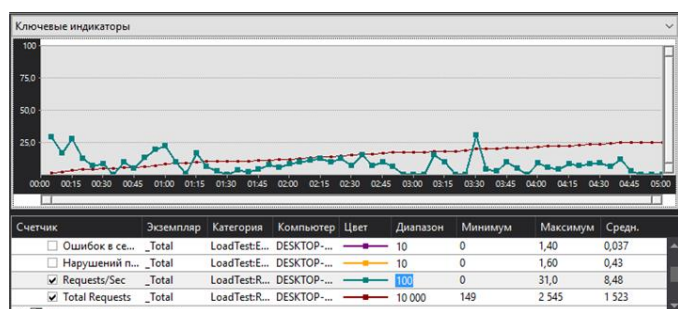 Ключевые индикаторы
100
75,0
50,0
25,0
00:00 00:15 00:30 00:45 01:00 01:15 01:30 01:45 02:00 02:15 02:30 02:45 03:00 03:15 03:30 03:45 04:00 04:15 04:30 04:45 05:00
Счетчик Экземпляр Категория Компьютер Цвет Диапазон Минимум Максимум Средн.
Ошибок в се... _Total LoadTest:E... DESKTOP-... 10 0 1,40 0,037
Нарушений п... _Total LoadTest:E... DESKTOP-... 10 0 1,60 0,43
Requests/Sec _Total LoadTest:R... DESKTOP-... 100 0 31,0 8,48
Total Requests _Total LoadTest:R... DESKTOP-... 10 000 149 2 545 1 523